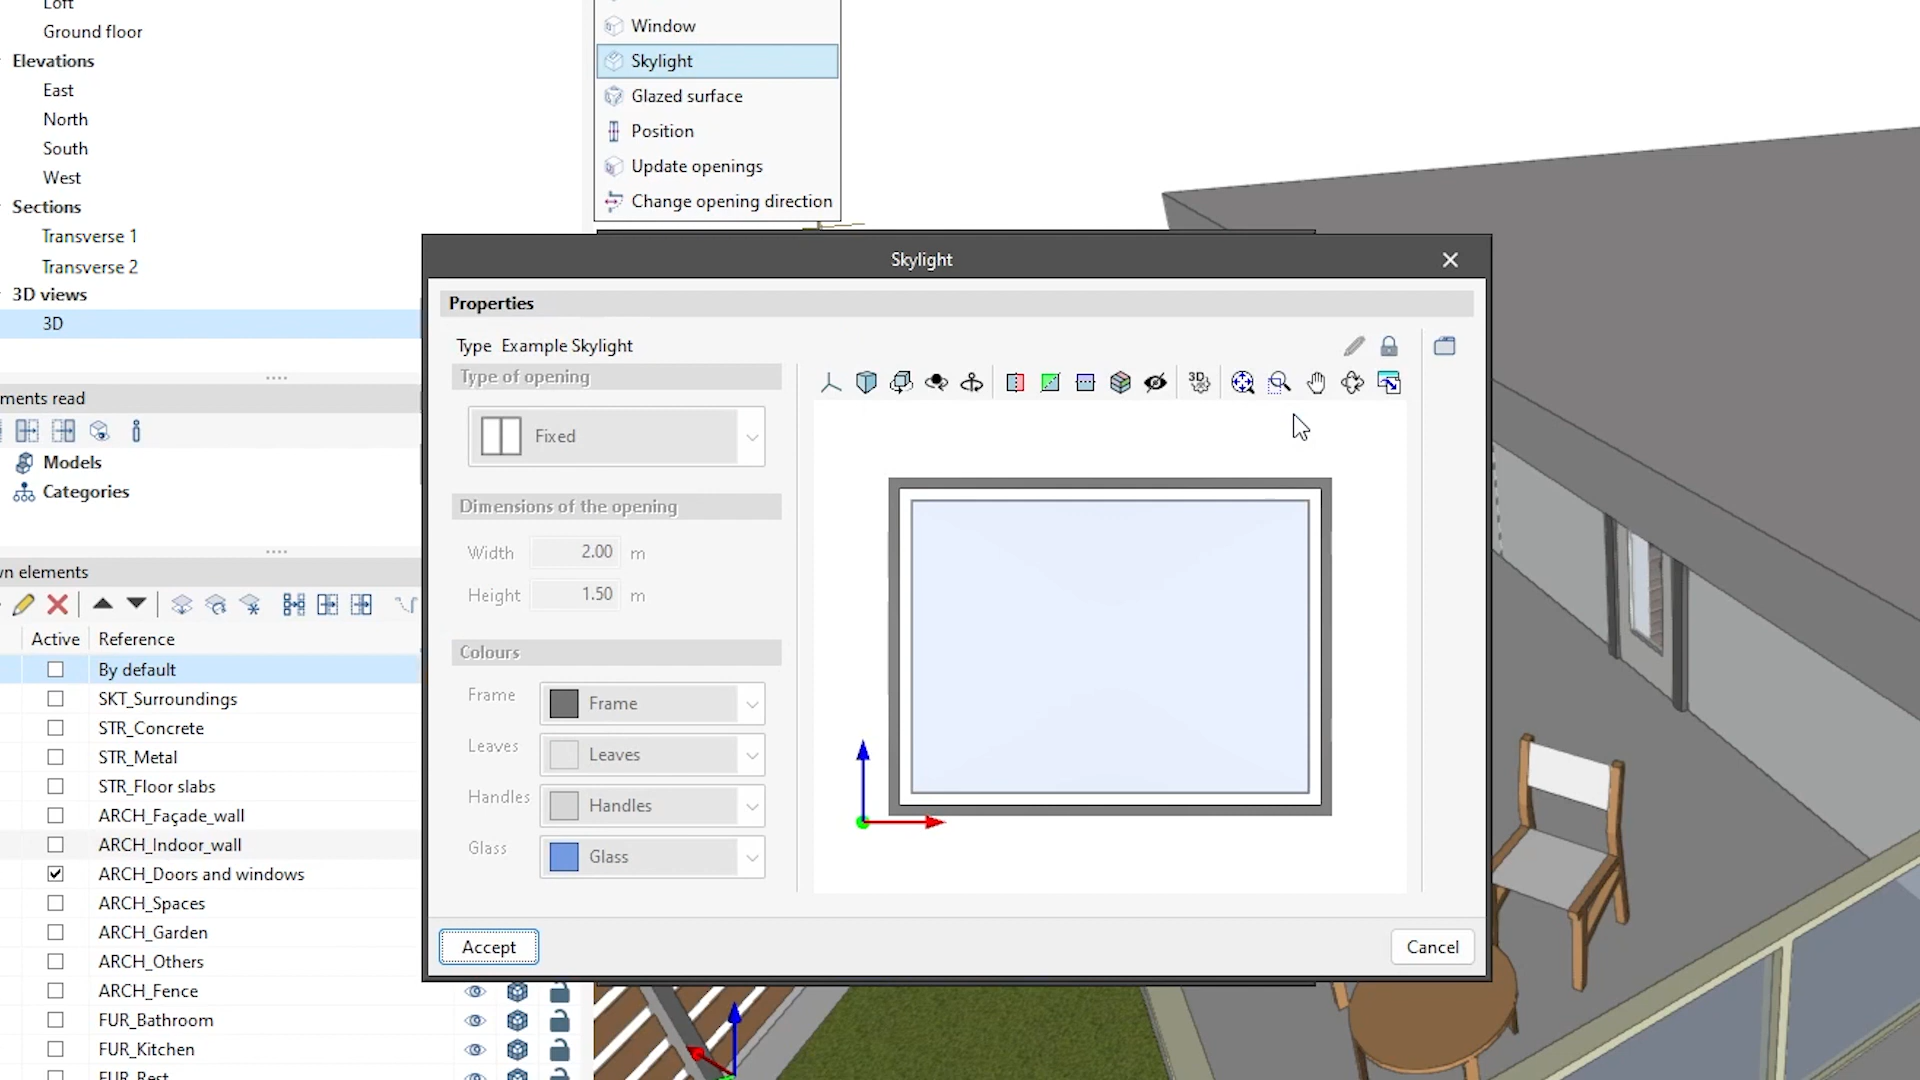 Loft
Ground floor
Elevations
East
North
South
West
Sections
Transverse 1
Transverse 2
3D views
3D
ments read
Models
Categories
wn elements
Active Reference
By default
SKT_Surroundings
STR_Concrete
STR_Metal
STR_Floor slabs
ARCH_Façade_wall
ARCH_Indoor_wall
ARCH_Doors and windows
ARCH_Spaces
ARCH_Garden
ARCH_Others
ARCH_Fence
FUR_Bathroom
FUR_Kitchen
FUR_Rest
Window
Skylight
Glazed surface
Position
Update openings
Change opening direction
Skylight
Properties
Type Example Skylight
Type of opening
Fixed
Dimensions of the opening
Width 2.00 m
Height 1.50 m
Colours
Frame Frame
Leaves Leaves
Handles Handles
Glass Glass
3D
Accept
Cancel